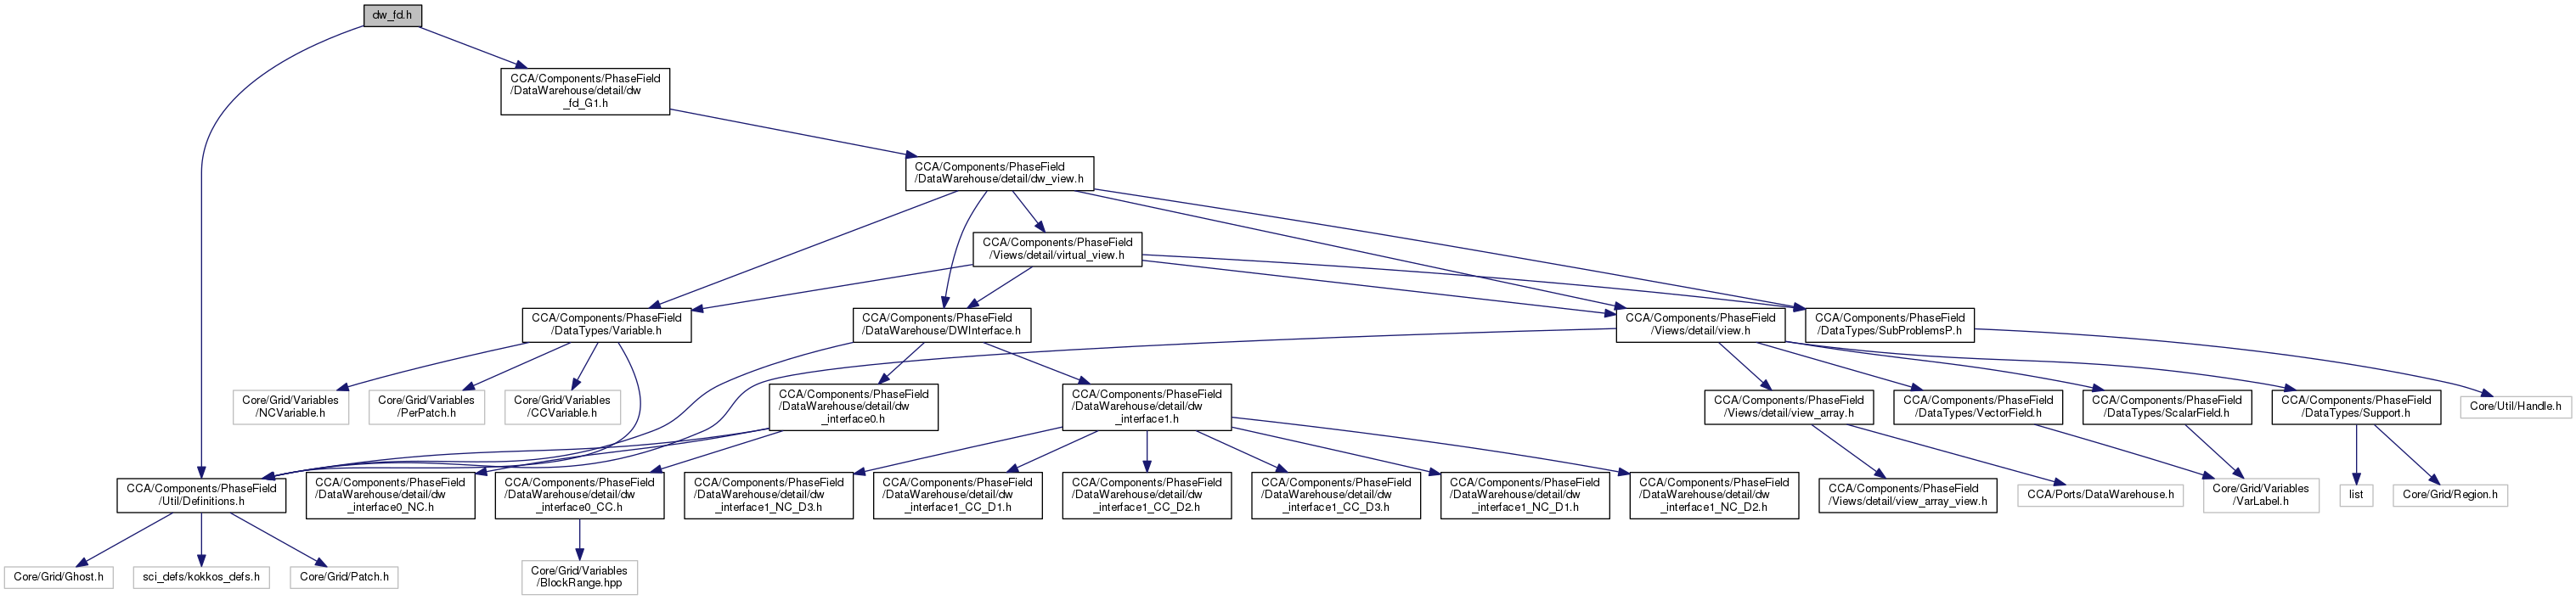 dw_fd.h
CCA/Components/PhaseField
/DataWarehouse/detail/dw
_fd_G1.h
CCA/Components/PhaseField
/DataWarehouse/detail/dw_view.h
CCA/Components/PhaseField
/Views/detail/virtual_view.h
CCA/Components/PhaseField
/DataTypes/Variable.h
CCA/Components/PhaseField
/DataWarehouse/DWInterface.h
CCA/Components/PhaseField
/Views/detail/view.h
CCA/Components/PhaseField
/DataTypes/SubProblemsP.h
Core/Grid/Variables
/NCVariable.h
Core/Grid/Variables
/PerPatch.h
Core/Grid/Variables
/CCVariable.h
CCA/Components/PhaseField
/DataWarehouse/detail/dw
_interface0.h
CCA/Components/PhaseField
/DataWarehouse/detail/dw
_interface1.h
CCA/Components/PhaseField
/Views/detail/view_array.h
CCA/Components/PhaseField
/DataTypes/VectorField.h
CCA/Components/PhaseField
/DataTypes/ScalarField.h
CCA/Components/PhaseField
/DataTypes/Support.h
Core/Util/Handle.h
CCA/Components/PhaseField
/Util/Definitions.h
CCA/Components/PhaseField
/DataWarehouse/detail/dw
_interface0_NC.h
CCA/Components/PhaseField
/DataWarehouse/detail/dw
_interface0_CC.h
CCA/Components/PhaseField
/DataWarehouse/detail/dw
_interface1_NC_D3.h
CCA/Components/PhaseField
/DataWarehouse/detail/dw
_interface1_CC_D1.h
CCA/Components/PhaseField
/DataWarehouse/detail/dw
_interface1_CC_D2.h
CCA/Components/PhaseField
/DataWarehouse/detail/dw
_interface1_CC_D3.h
CCA/Components/PhaseField
/DataWarehouse/detail/dw
_interface1_NC_D1.h
CCA/Components/PhaseField
/DataWarehouse/detail/dw
_interface1_NC_D2.h
CCA/Components/PhaseField
/Views/detail/view_array_view.h
CCA/Ports/DataWarehouse.h
Core/Grid/Variables
/VarLabel.h
list
Core/Grid/Region.h
Core/Grid/Ghost.h
sci_defs/kokkos_defs.h
Core/Grid/Patch.h
Core/Grid/Variables
/BlockRange.hpp